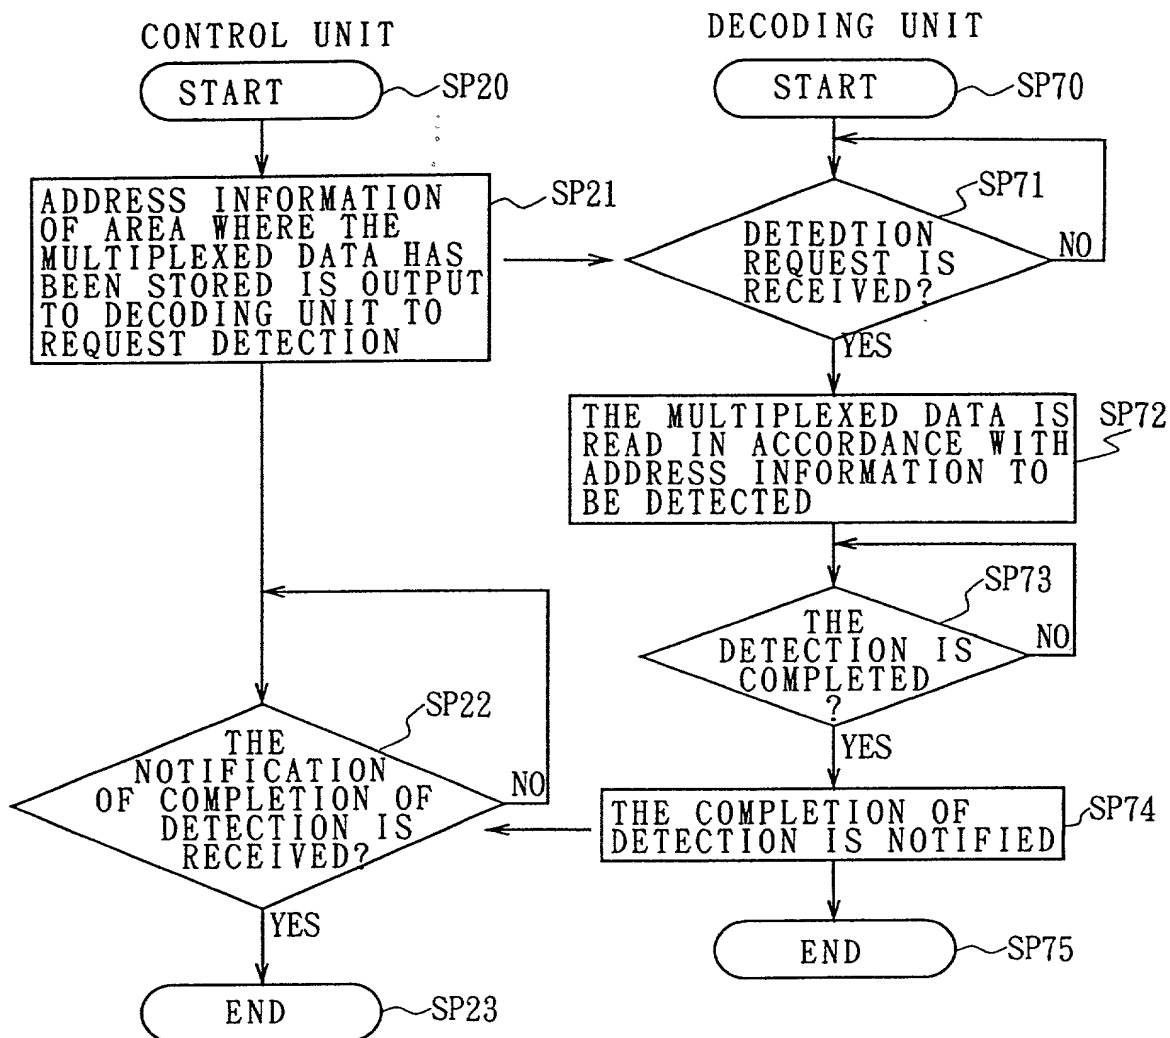 CONTROL UNIT
START
SP20
ADDRESS INFORMATION
OF AREA WHERE THE
MULTIPLEXED DATA HAS
BEEN STORED IS OUTPUT
TO DECODING UNIT TO
REQUEST DETECTION
SP21
THE
NOTIFICATION
OF COMPLETION OF
DETECTION IS
RECEIVED?
SP22
NO
YES
END
SP23
DECODING UNIT
START
SP70
DETEDTION
REQUEST IS
RECEIVED?
SP71
NO
YES
THE MULTIPLEXED DATA IS
READ IN ACCORDANCE WITH
ADDRESS INFORMATION TO
BE DETECTED
SP72
THE
DETECTION IS
COMPLETED
?
SP73
NO
YES
THE COMPLETION OF
DETECTION IS NOTIFIED
SP74
END
SP75